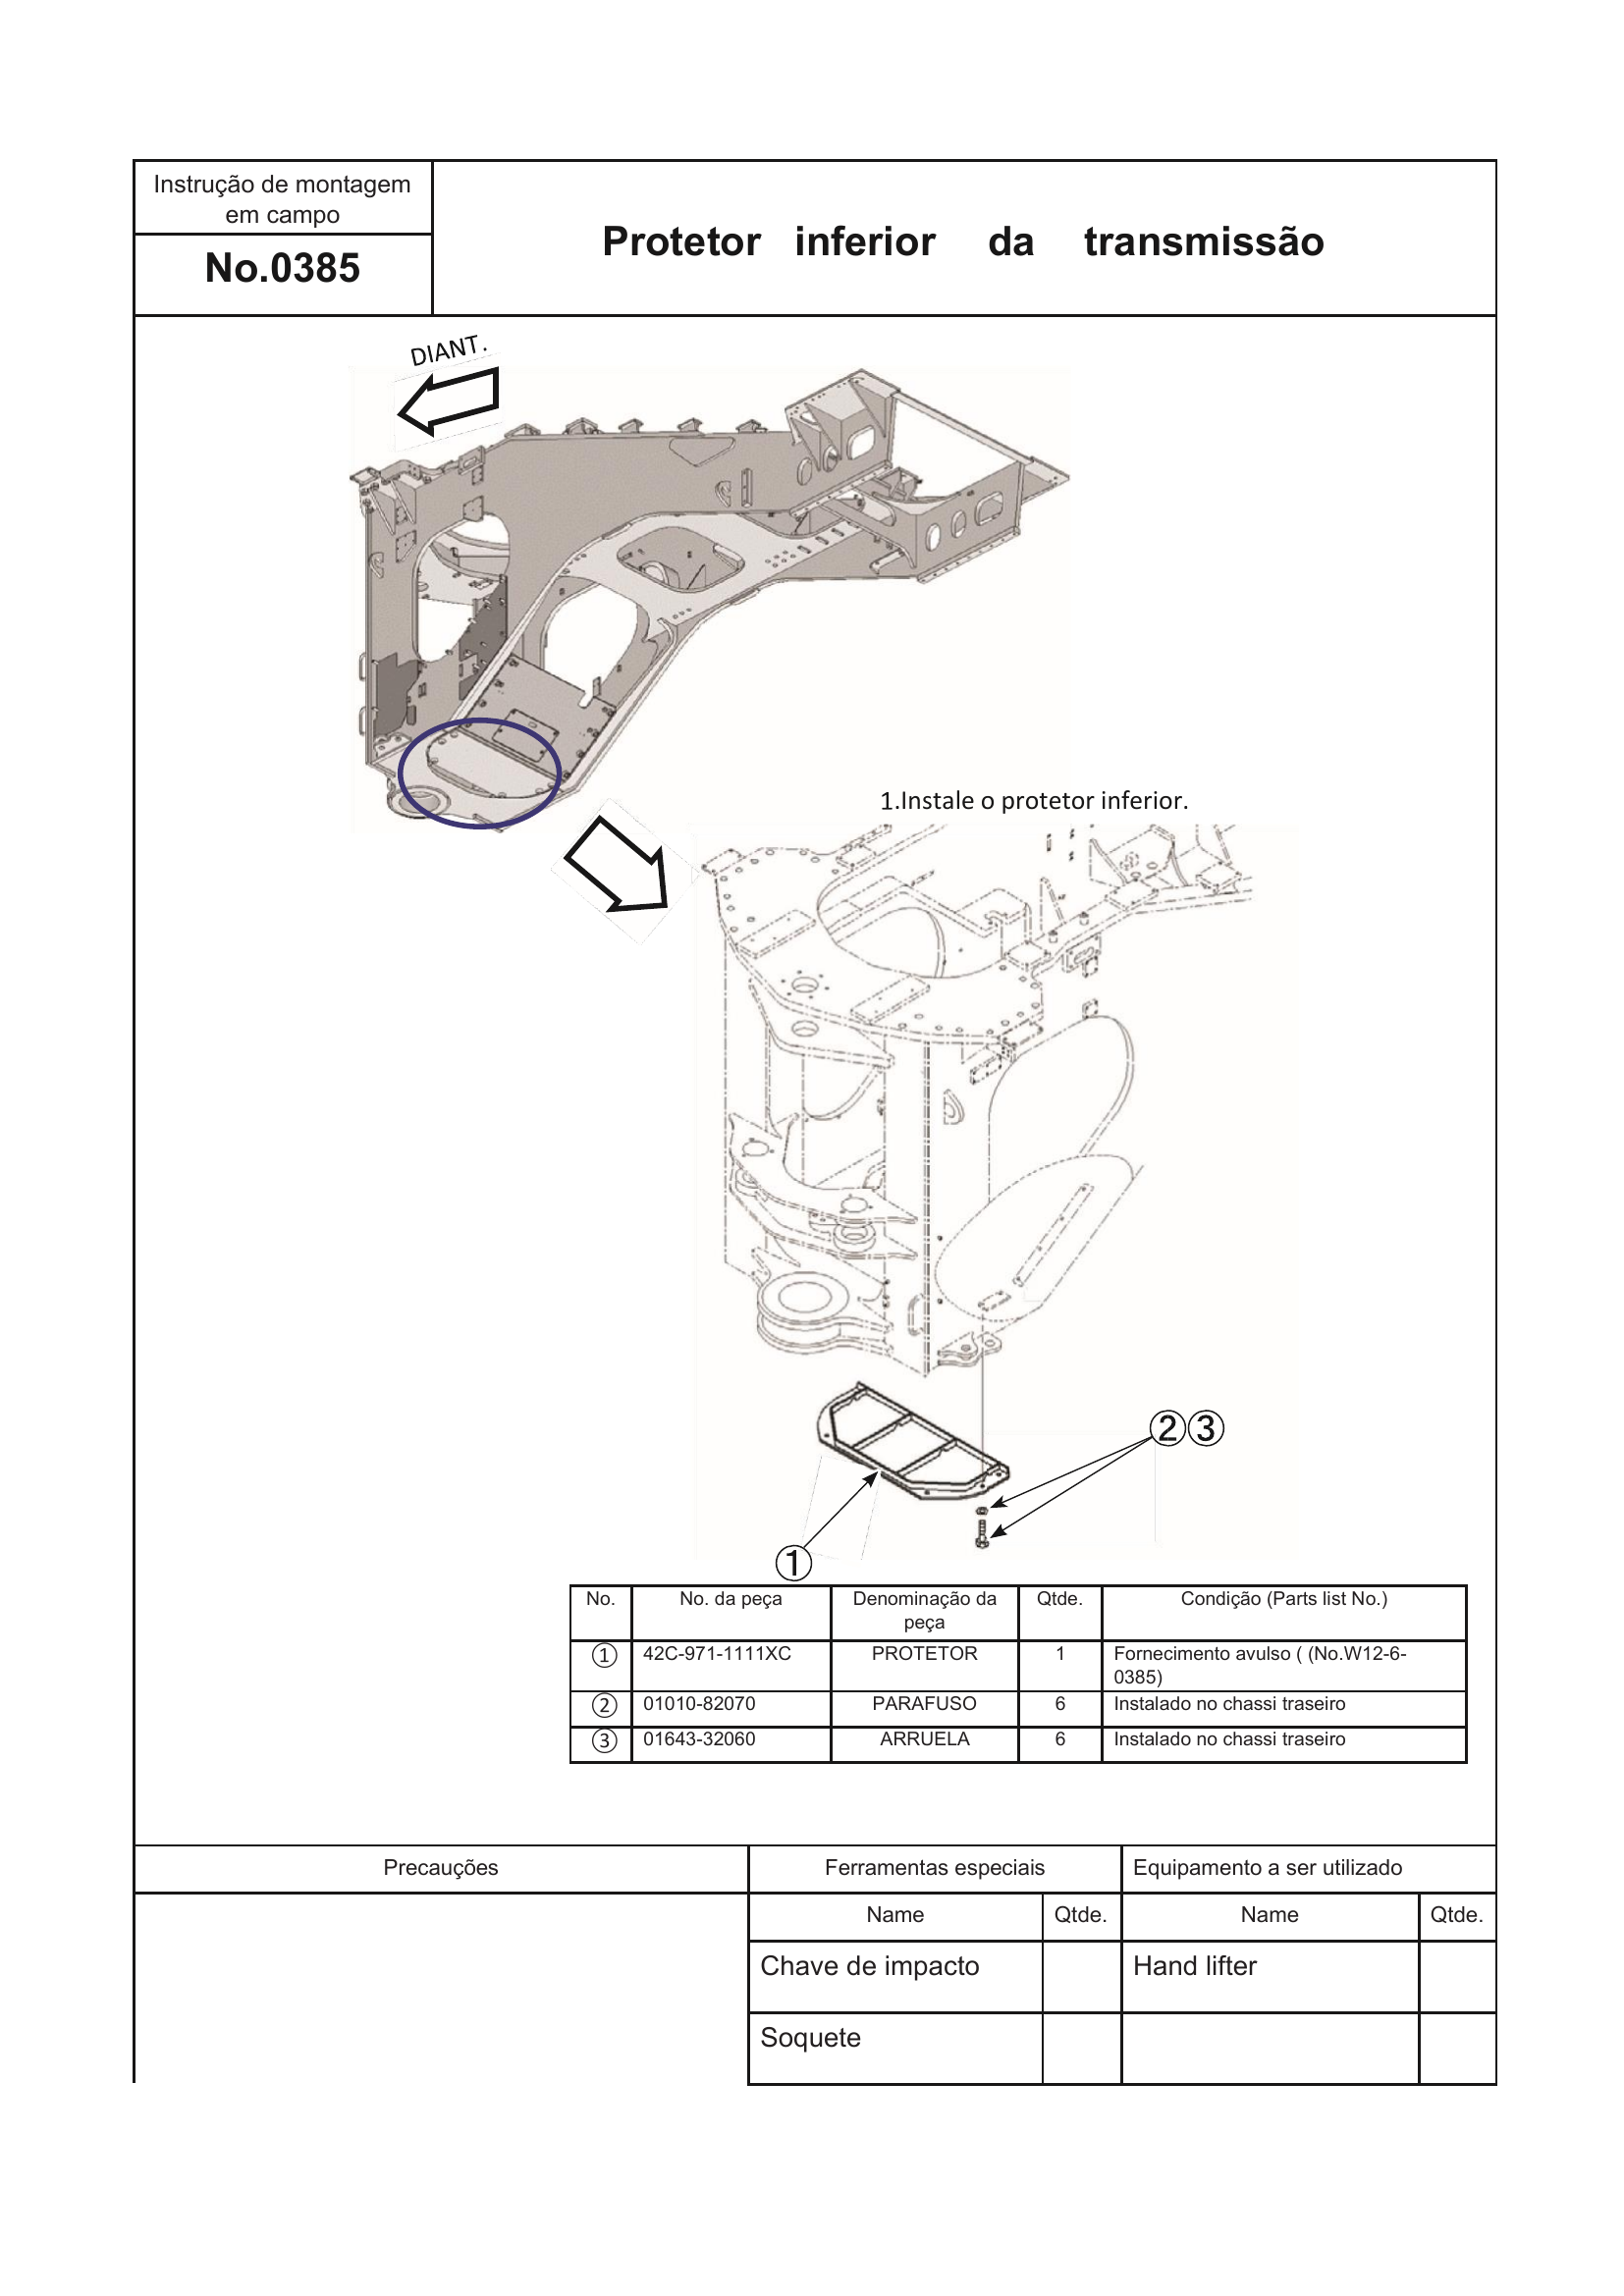 Instrução de montagem
em campo
No.0385
Protetor inferior da transmissão
DIANT.
1.Instale o protetor inferior.
②③
①
No. No. da peça Denominação da Qtde. Condição (Parts list No.)
peça
① 42C-971-1111XC PROTETOR 1 Fornecimento avulso ( (No.W12-6-
0385)
② 01010-82070 PARAFUSO 6 Instalado no chassi traseiro
③ 01643-32060 ARRUELA 6 Instalado no chassi traseiro
Precauções Ferramentas especiais Equipamento a ser utilizado
Name Qtde. Name Qtde.
Chave de impacto Hand lifter
Soquete